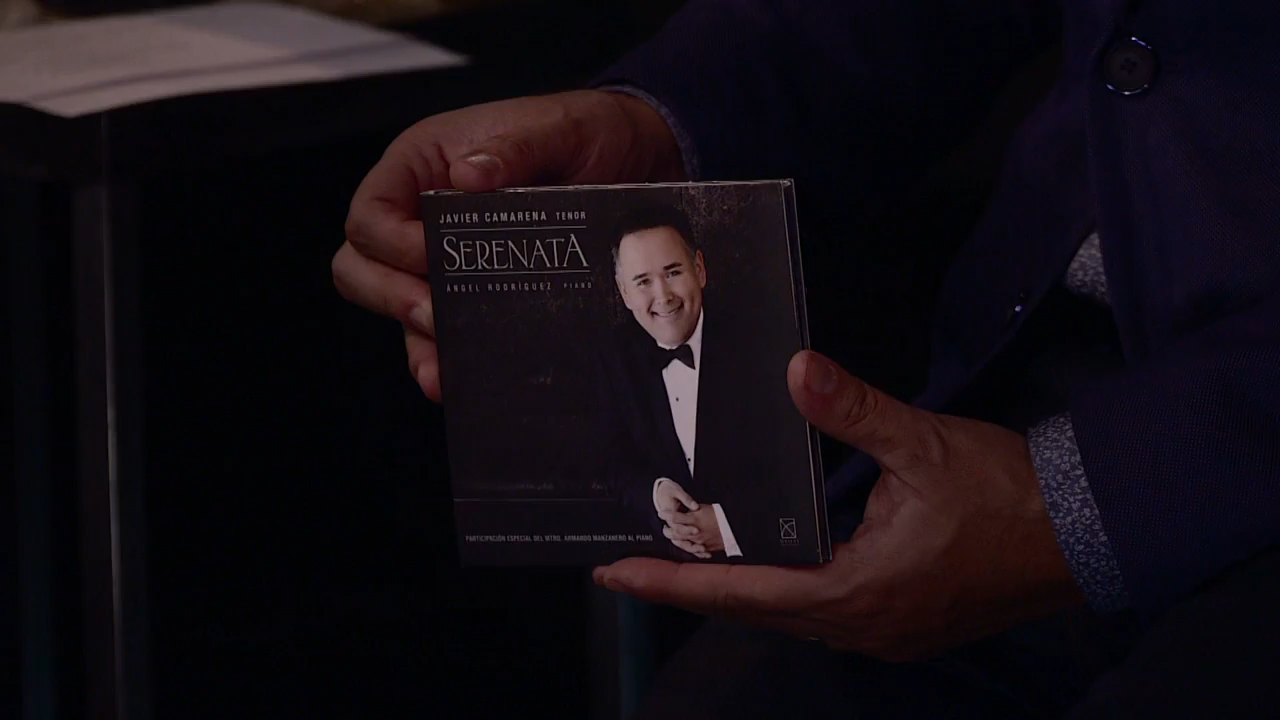 JAVIER CAMARENA TENOR
SERENATA
ÁNGEL RODRÍGUEZ PIANO
PARTICIPACIÓN ESPECIAL DEL MTRO. ARMANDO MANZANERO AL PIANO